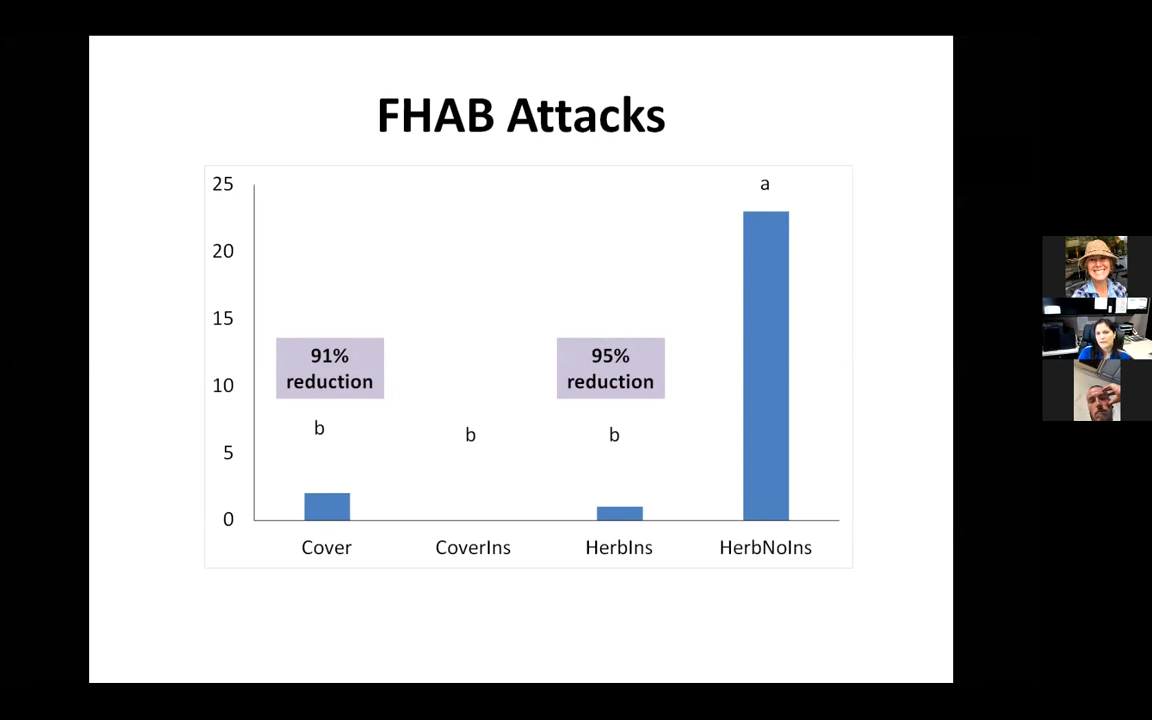 FHAB Attacks
25
20
15
10
5
0
91%
reduction
95%
reduction
b
b
b
a
Cover
CoverIns
HerbIns
HerbNoIns